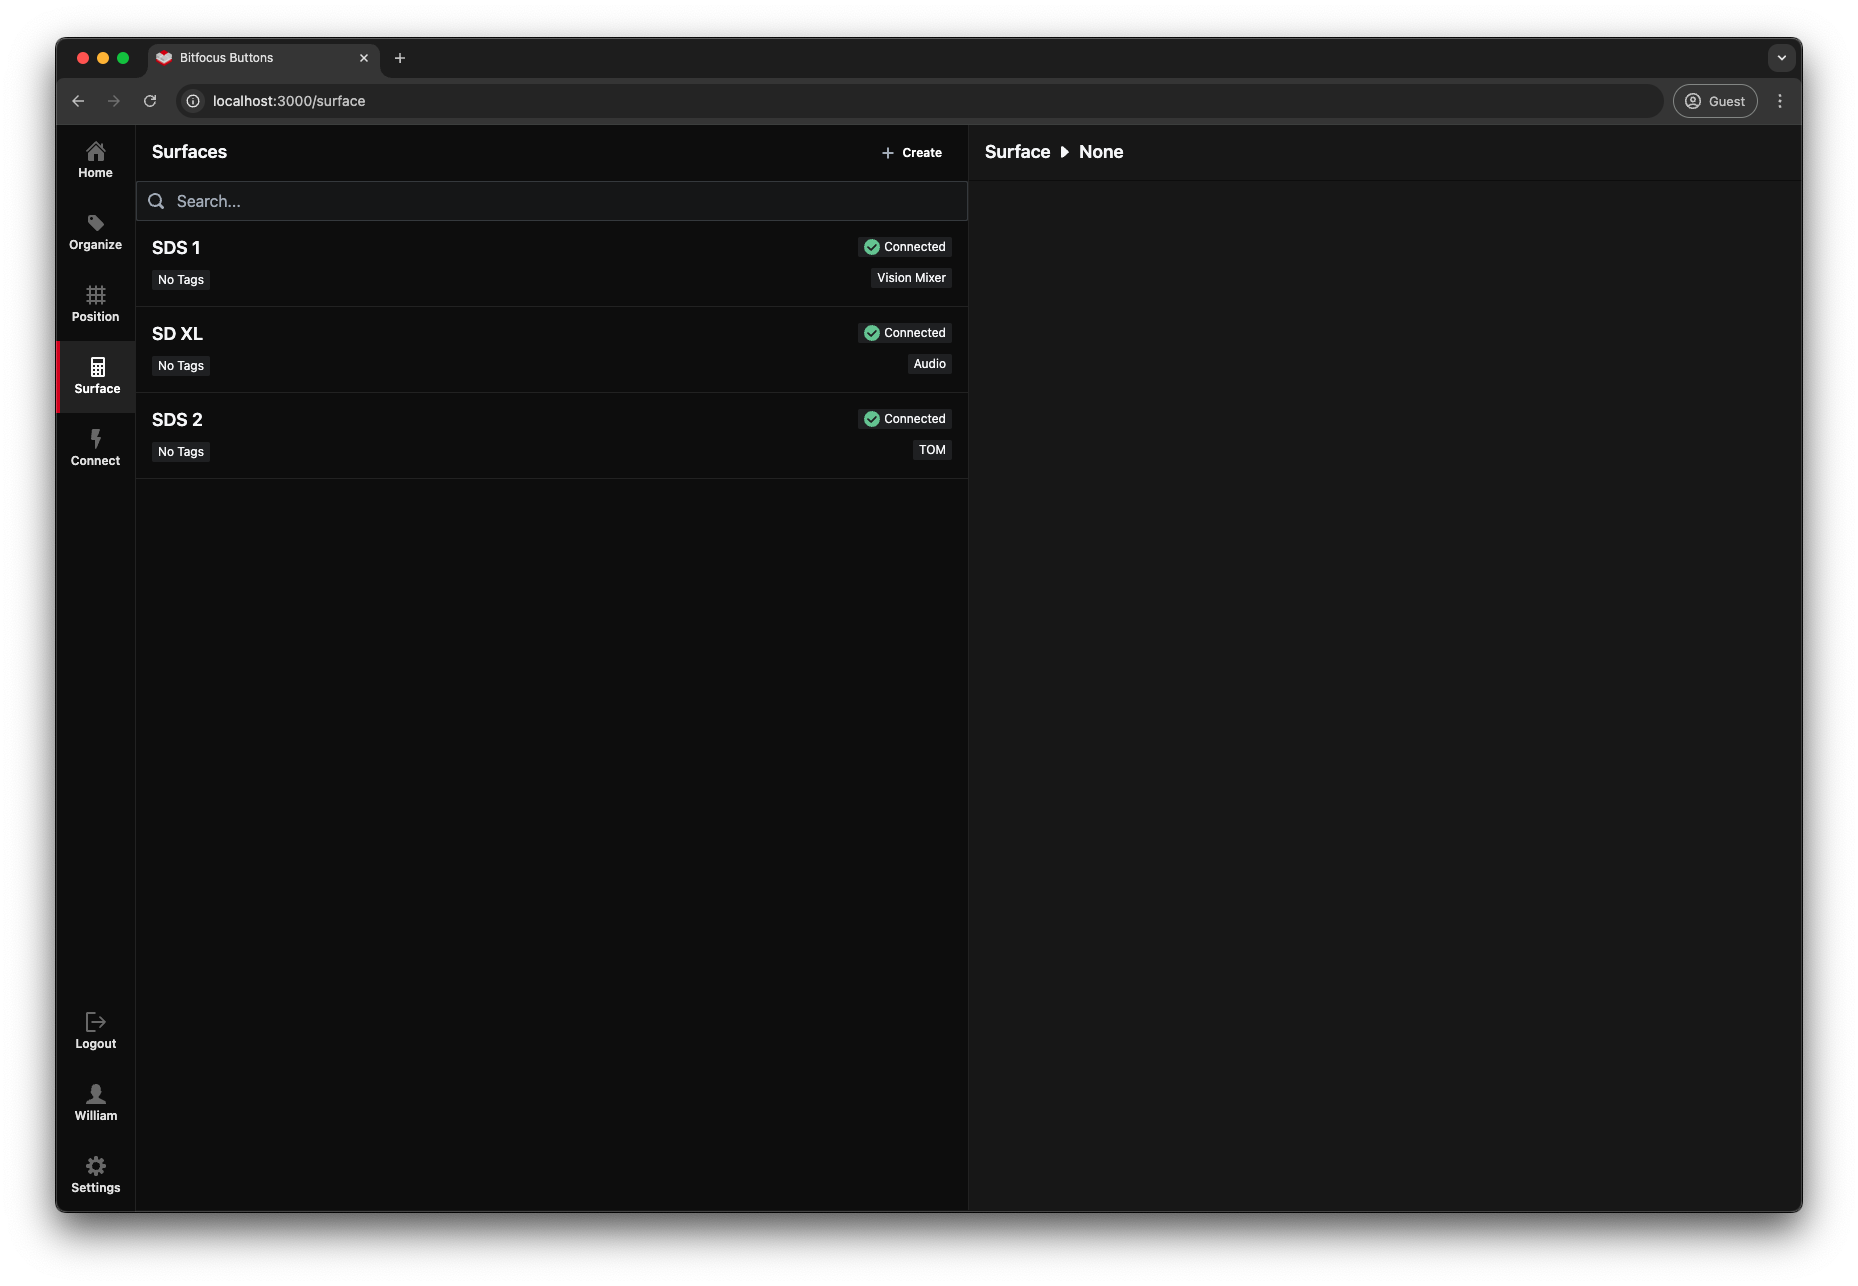 Bitfocus Buttons
localhost:3000/surface
Guest
Home
Organize
Position
Surface
Connect
Logout
William
Settings
Surfaces
Create
Search...
SDS 1
Connected
No Tags
Vision Mixer
SD XL
Connected
No Tags
Audio
SDS 2
Connected
No Tags
TOM
Surface None